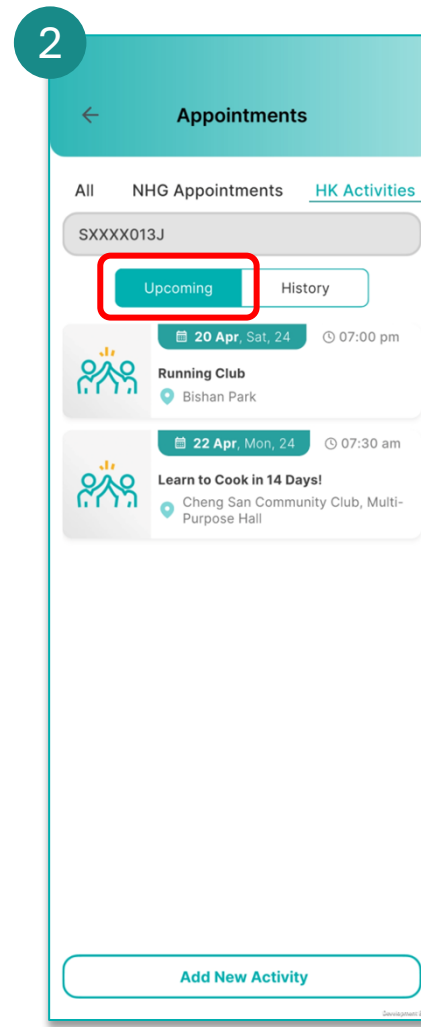 2
Appointments
All NHG Appointments HK Activities
SXXXX013J
Upcoming History
20 Apr, Sat, 24 07:00 pm
Running Club
Bishan Park
22 Apr, Mon, 24 07:30 am
Learn to Cook in 14 Days!
Cheng San Community Club, Multi-
Purpose Hall
Add New Activity
Development